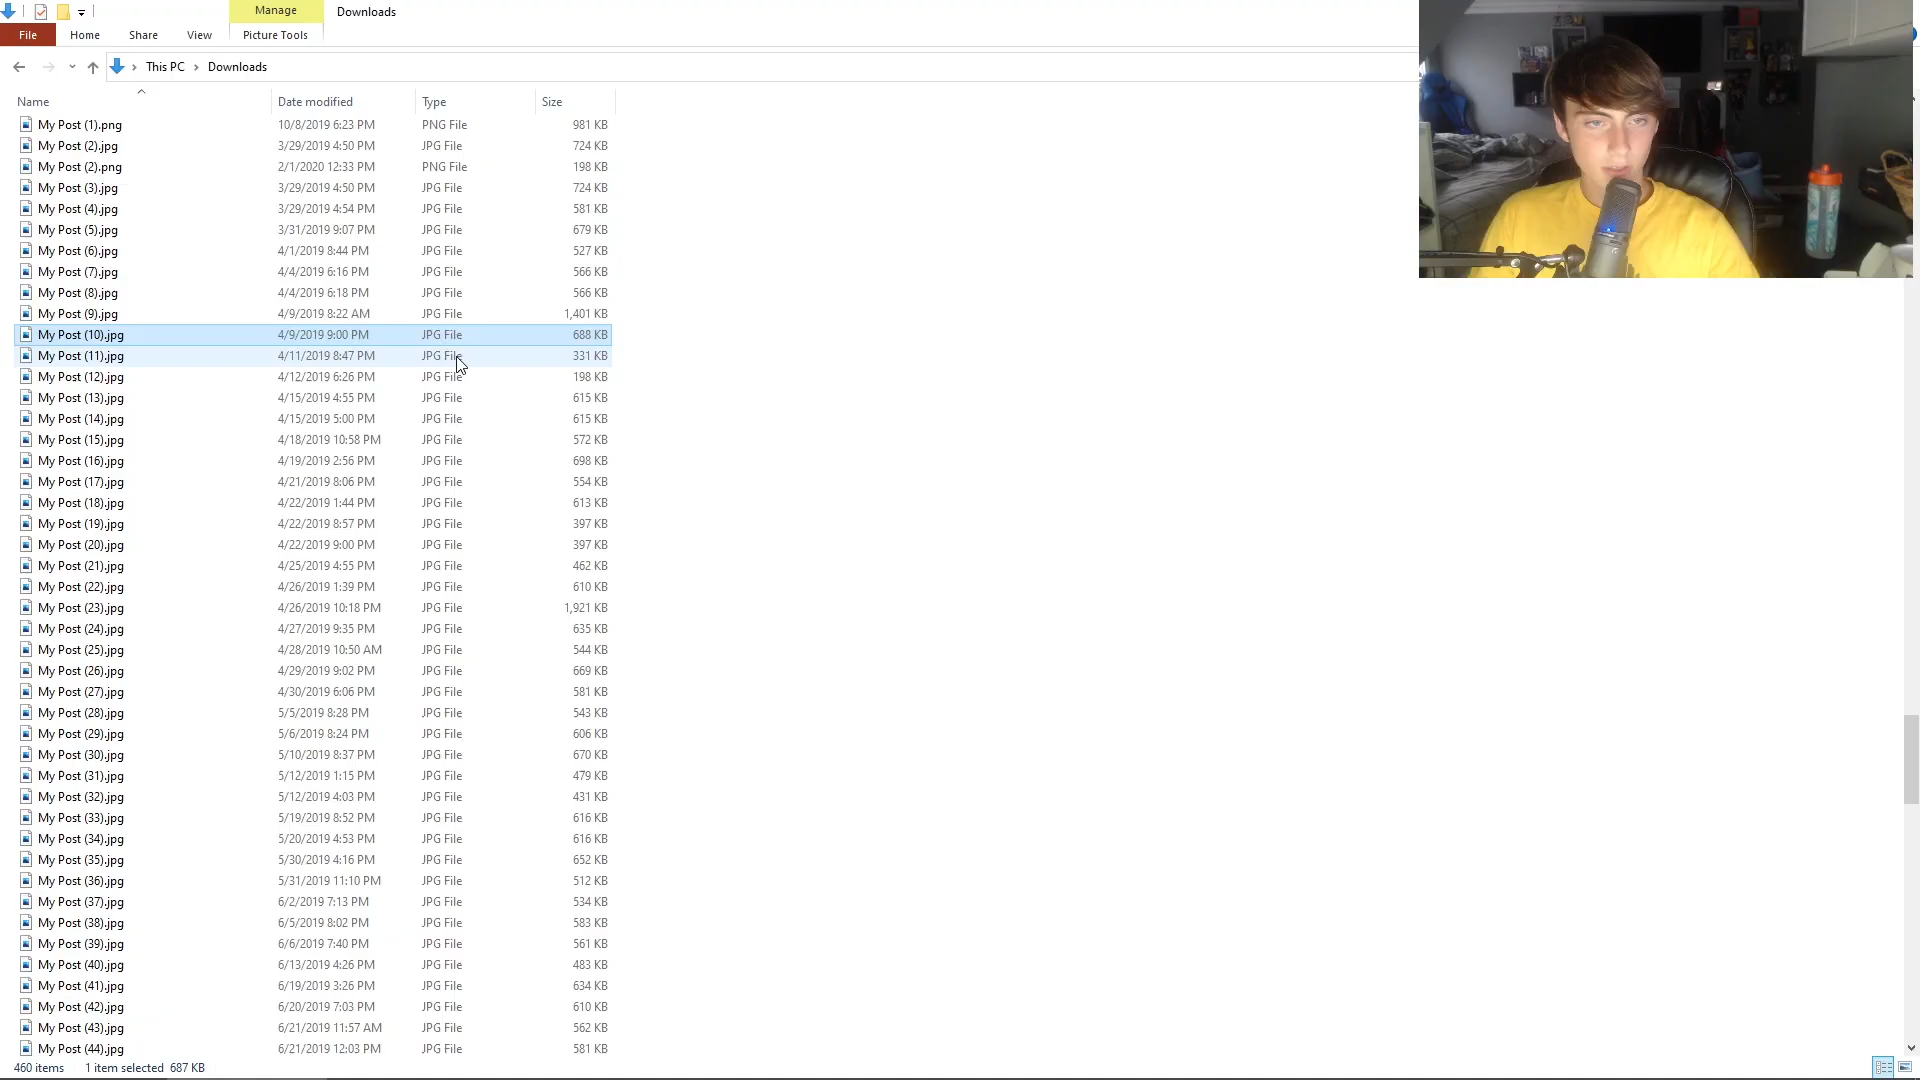 Manage Downloads
File Home Share View Picture Tools
This PC Downloads
Name Date modified Type Size
My Post (1).png 10/8/2019 6:23 PM PNG File 981 KB
My Post (2).jpg 3/29/2019 4:50 PM JPG File 724 KB
My Post (2).png 2/1/2020 12:33 PM PNG File 198 KB
My Post (3).jpg 3/29/2019 4:50 PM JPG File 724 KB
My Post (4).jpg 3/29/2019 4:54 PM JPG File 581 KB
My Post (5).jpg 3/31/2019 9:07 PM JPG File 679 KB
My Post (6).jpg 4/1/2019 8:44 PM JPG File 527 KB
My Post (7).jpg 4/4/2019 6:16 PM JPG File 566 KB
My Post (8).jpg 4/4/2019 6:18 PM JPG File 566 KB
My Post (9).jpg 4/9/2019 8:22 AM JPG File 1,401 KB
My Post (10).jpg 4/9/2019 9:00 PM JPG File 688 KB
My Post (11).jpg 4/11/2019 8:47 PM JPG File 331 KB
My Post (12).jpg 4/12/2019 6:26 PM JPG File 198 KB
My Post (13).jpg 4/15/2019 4:55 PM JPG File 615 KB
My Post (14).jpg 4/15/2019 5:00 PM JPG File 615 KB
My Post (15).jpg 4/18/2019 10:58 PM JPG File 572 KB
My Post (16).jpg 4/19/2019 2:56 PM JPG File 698 KB
My Post (17).jpg 4/21/2019 8:06 PM JPG File 554 KB
My Post (18).jpg 4/22/2019 1:44 PM JPG File 613 KB
My Post (19).jpg 4/22/2019 8:57 PM JPG File 397 KB
My Post (20).jpg 4/22/2019 9:00 PM JPG File 397 KB
My Post (21).jpg 4/25/2019 4:55 PM JPG File 462 KB
My Post (22).jpg 4/26/2019 1:39 PM JPG File 610 KB
My Post (23).jpg 4/26/2019 10:18 PM JPG File 1,921 KB
My Post (24).jpg 4/27/2019 9:35 PM JPG File 635 KB
My Post (25).jpg 4/28/2019 10:50 AM JPG File 544 KB
My Post (26).jpg 4/29/2019 9:02 PM JPG File 669 KB
My Post (27).jpg 4/30/2019 6:06 PM JPG File 581 KB
My Post (28).jpg 5/5/2019 8:28 PM JPG File 543 KB
My Post (29).jpg 5/6/2019 8:24 PM JPG File 606 KB
My Post (30).jpg 5/10/2019 8:37 PM JPG File 670 KB
My Post (31).jpg 5/12/2019 1:15 PM JPG File 479 KB
My Post (32).jpg 5/12/2019 4:03 PM JPG File 431 KB
My Post (33).jpg 5/19/2019 8:52 PM JPG File 616 KB
My Post (34).jpg 5/20/2019 4:53 PM JPG File 616 KB
My Post (35).jpg 5/30/2019 4:16 PM JPG File 652 KB
My Post (36).jpg 5/31/2019 11:10 PM JPG File 512 KB
My Post (37).jpg 6/2/2019 7:13 PM JPG File 534 KB
My Post (38).jpg 6/5/2019 8:02 PM JPG File 583 KB
My Post (39).jpg 6/6/2019 7:40 PM JPG File 561 KB
My Post (40).jpg 6/13/2019 4:26 PM JPG File 483 KB
My Post (41).jpg 6/19/2019 3:26 PM JPG File 634 KB
My Post (42).jpg 6/20/2019 7:03 PM JPG File 610 KB
My Post (43).jpg 6/21/2019 11:57 AM JPG File 562 KB
My Post (44).jpg 6/21/2019 12:03 PM JPG File 581 KB
460 items 1 item selected 687 KB